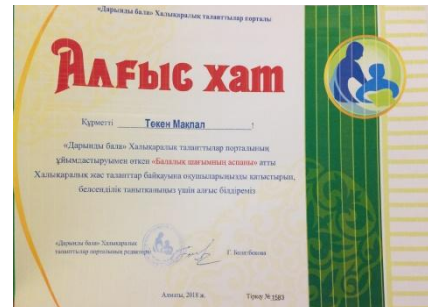 «Дарынды бала» Халықаралық таланттылар порталы
Алғыс хат
Құрметті Төкен Мақпал !
«Дарынды бала» Халықаралық таланттылар порталының
ұйымдастыруымен өткен «Балалық шағымның аспаны» атты
Халықаралық жас таланттар байқауына оқушыларыңызды қатыстырып,
белсенділік танытқаныңыз үшін алғыс білдіреміз
«Дарынды бала» Халықаралық
таланттылар порталының редакторы Г. Болатбекова
Алматы, 2018 ж. Тіркеу № 3583